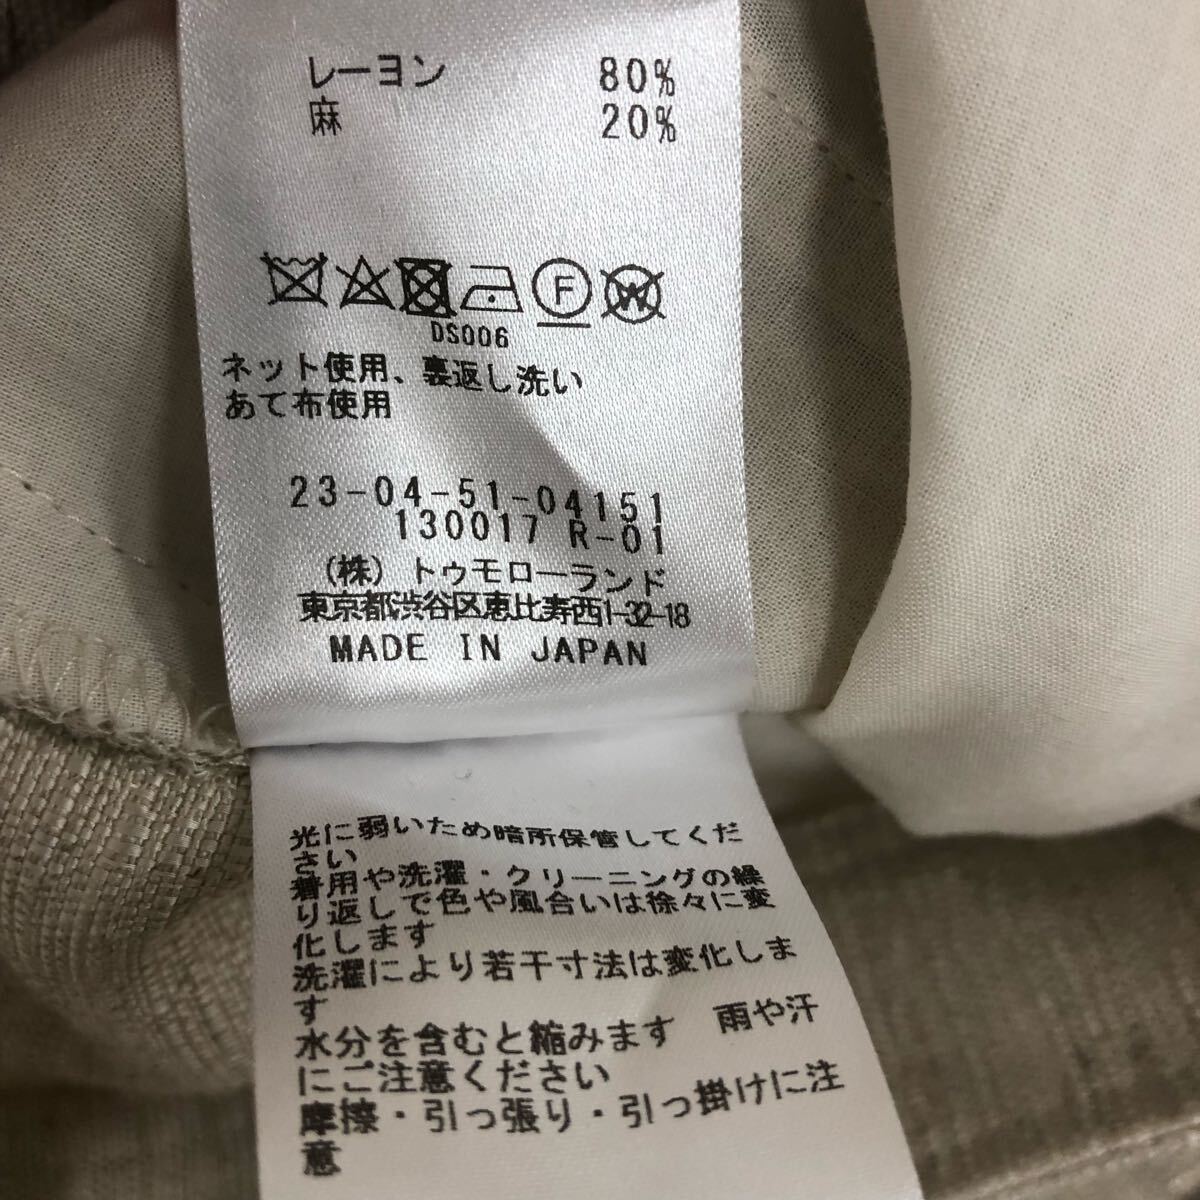 レーヨン 80%
麻 20%
F
W
DS006
ネット使用、裏返し洗い
あて布使用
23-04-51-04151
130017 R-01
(株)トゥモローランド
東京都渋谷区恵比寿西1-32-18
MADE IN JAPAN
光に弱いため暗所保管してくだ
さい
着用や洗濯・クリーニングの繰
り返しで色や風合いは徐々に変
化します
洗濯により若干寸法は変化しま
す
水分を含むと縮みます 雨や汗
にご注意ください
摩擦・引っ張り・引っ掛けに注
意